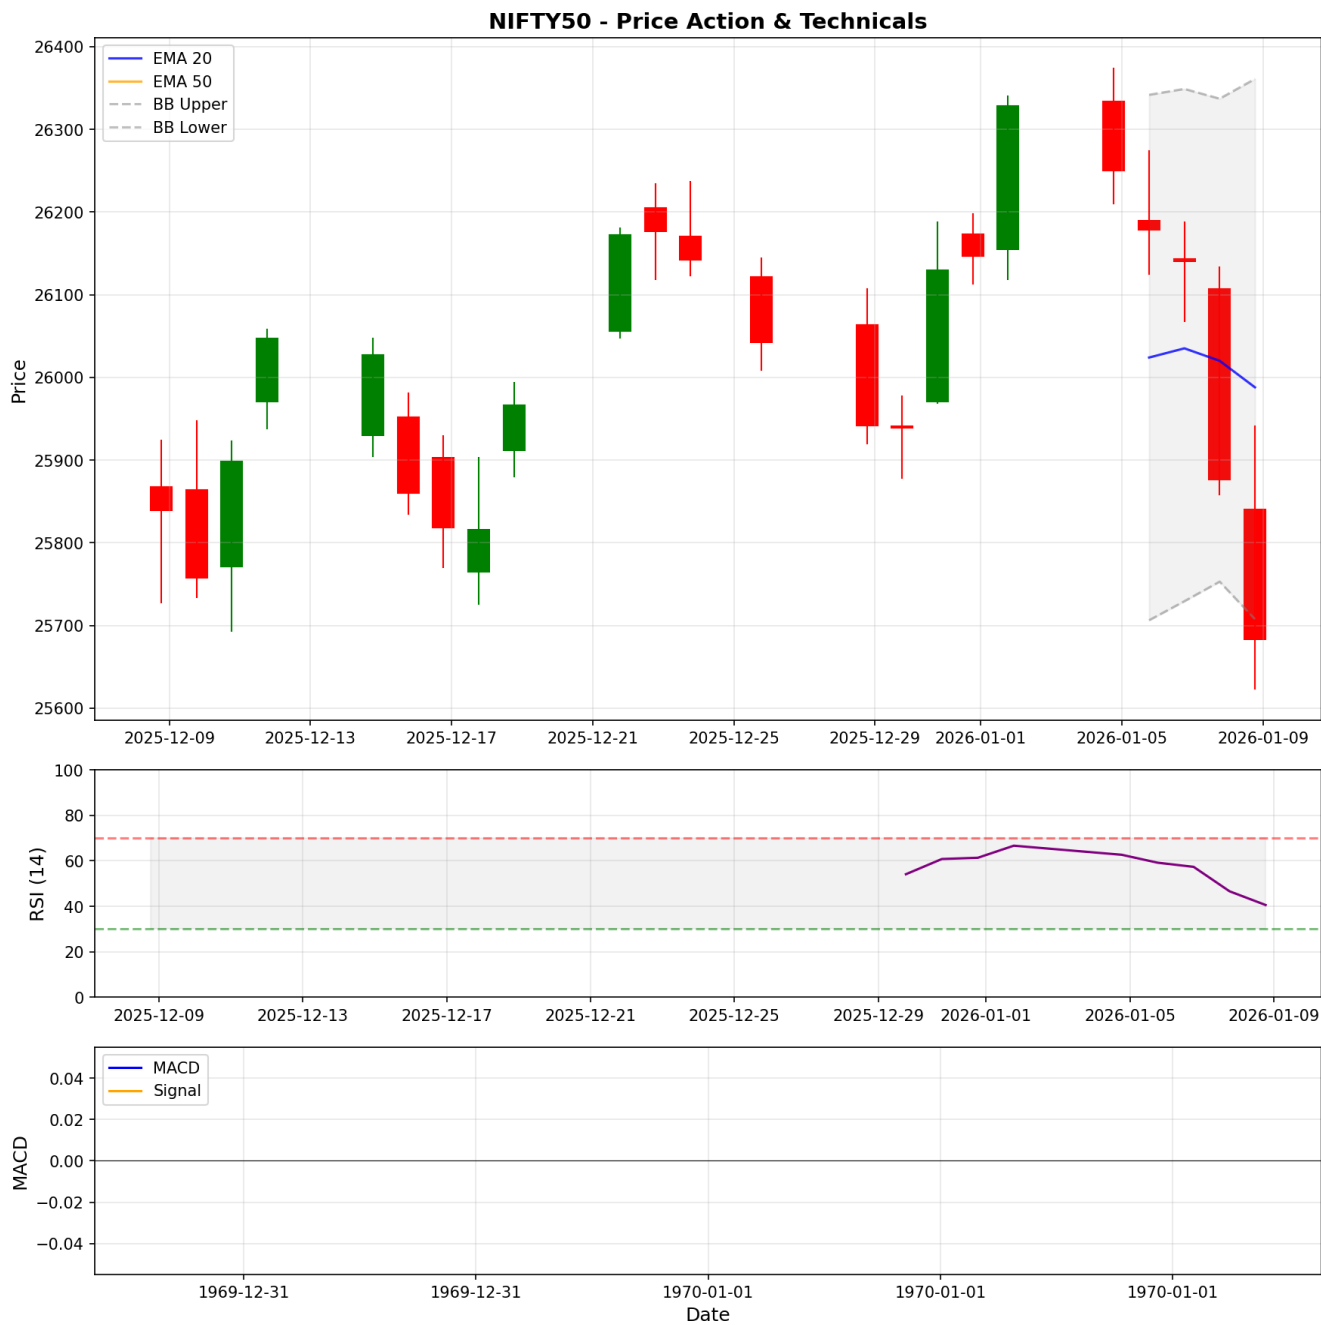 NIFTY50 - Price Action & Technicals
EMA 20
EMA 50
BB Upper
BB Lower
Price
26400
26300
26200
26100
26000
25900
25800
25700
25600
2025-12-09 2025-12-13 2025-12-17 2025-12-21 2025-12-25 2025-12-29 2026-01-01 2026-01-05 2026-01-09
RSI (14)
100
80
60
40
20
0
2025-12-09 2025-12-13 2025-12-17 2025-12-21 2025-12-25 2025-12-29 2026-01-01 2026-01-05 2026-01-09
MACD
Signal
MACD
0.04
0.02
0.00
−0.02
−0.04
1969-12-31 1969-12-31 1970-01-01 1970-01-01 1970-01-01
Date